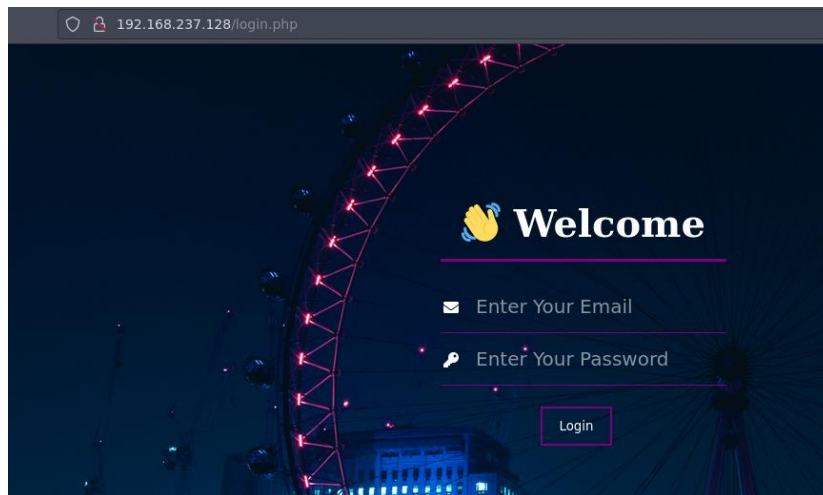 192.168.237.128/login.php
👋 Welcome
Enter Your Email
Enter Your Password
Login